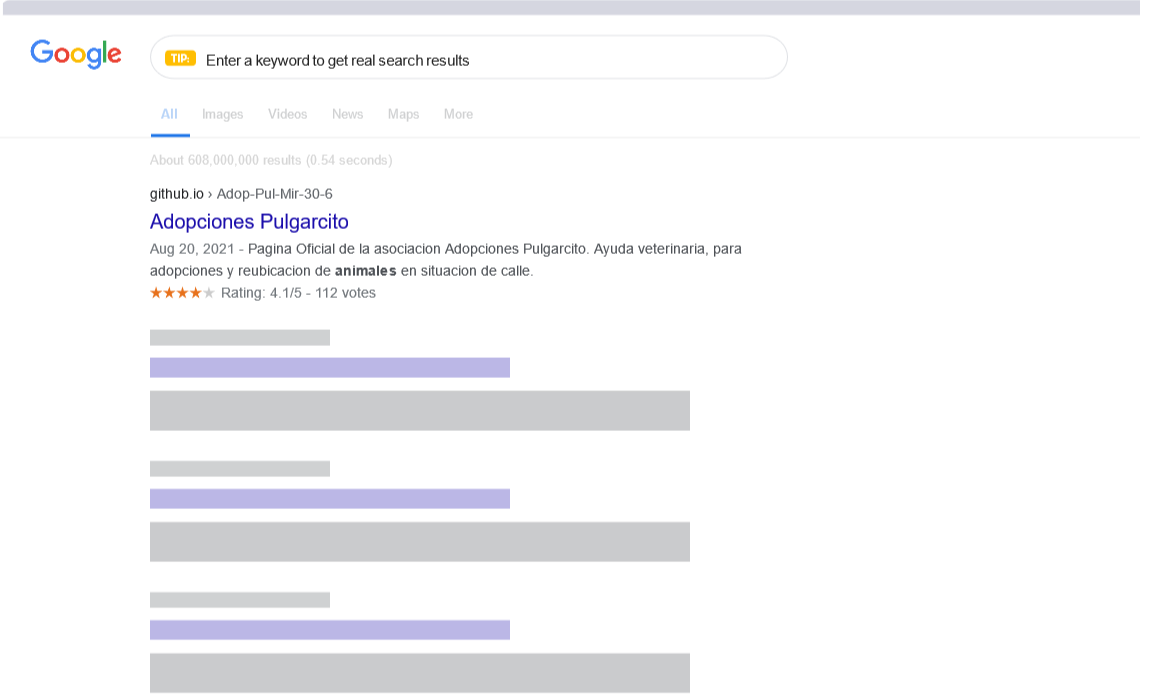 Google
TIP: Enter a keyword to get real search results
All Images Videos News Maps More
About 608,000,000 results (0.54 seconds)
github.io › Adop-Pul-Mir-30-6
Adopciones Pulgarcito
Aug 20, 2021 - Pagina Oficial de la asociacion Adopciones Pulgarcito. Ayuda veterinaria, para
adopciones y reubicacion de animales en situacion de calle.
Rating: 4.1/5 - 112 votes